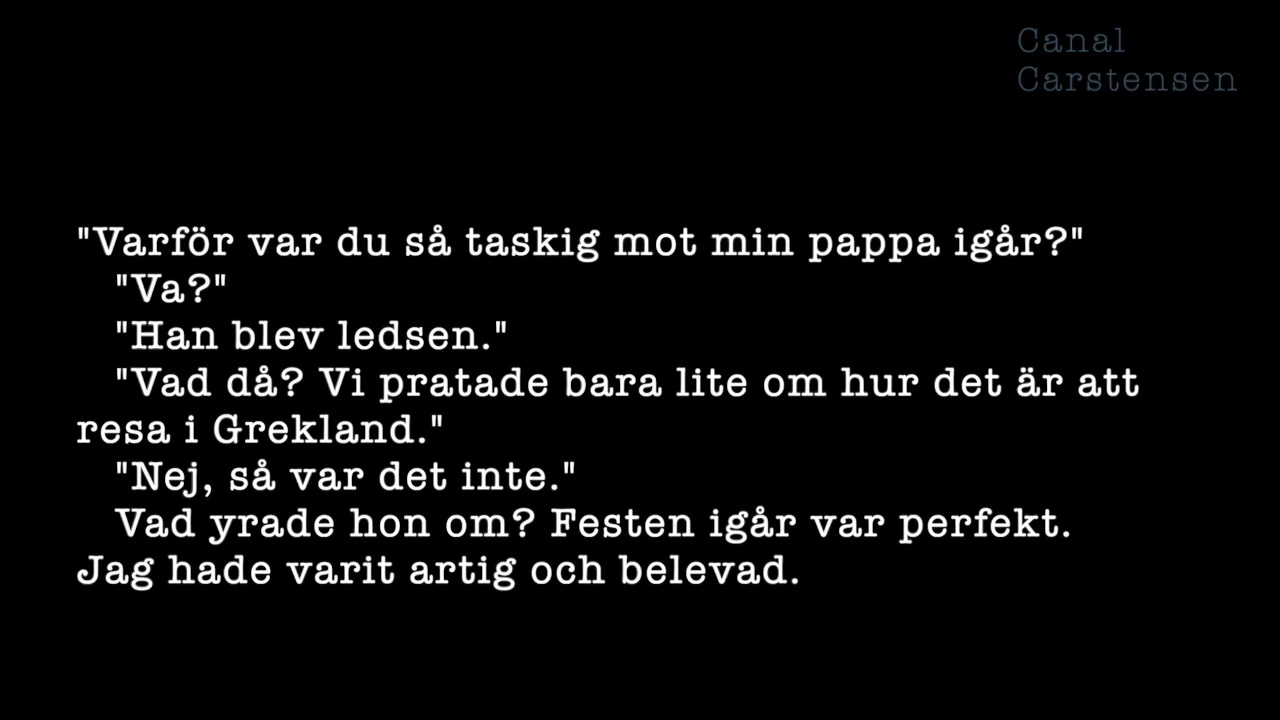 Canal
Carstensen
"Varför var du så taskig mot min pappa igår?"
"Va?"
"Han blev ledsen."
"Vad då? Vi pratade bara lite om hur det är att
resa i Grekland."
"Nej, så var det inte."
Vad yrade hon om? Festen igår var perfekt.
Jag hade varit artig och belevad.